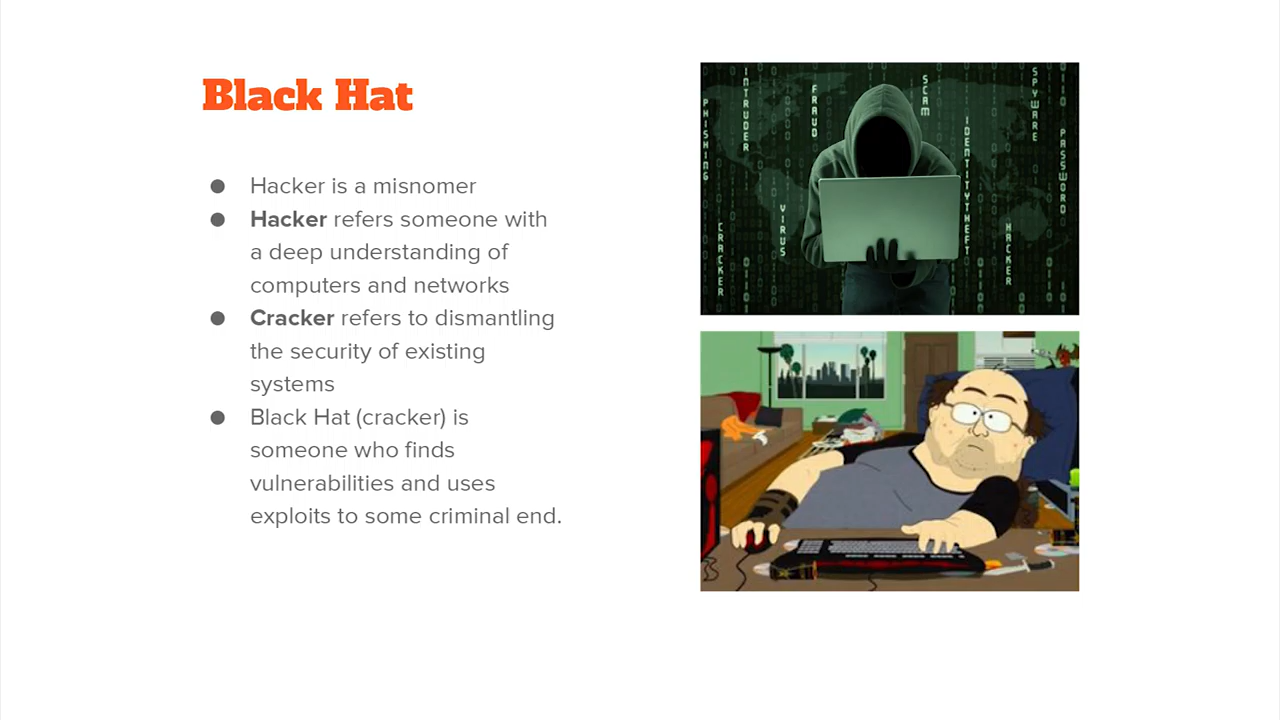 Black Hat
● Hacker is a misnomer
● Hacker refers someone with
a deep understanding of
computers and networks
● Cracker refers to dismantling
the security of existing
systems
● Black Hat (cracker) is
someone who finds
vulnerabilities and uses
exploits to some criminal end.
PHISHING
INTRUDER
FRAUD
SCAM
SPYWARE
PASSWORD
IDENTITYTHEFT
VIRUS
CRACKER
HACKER